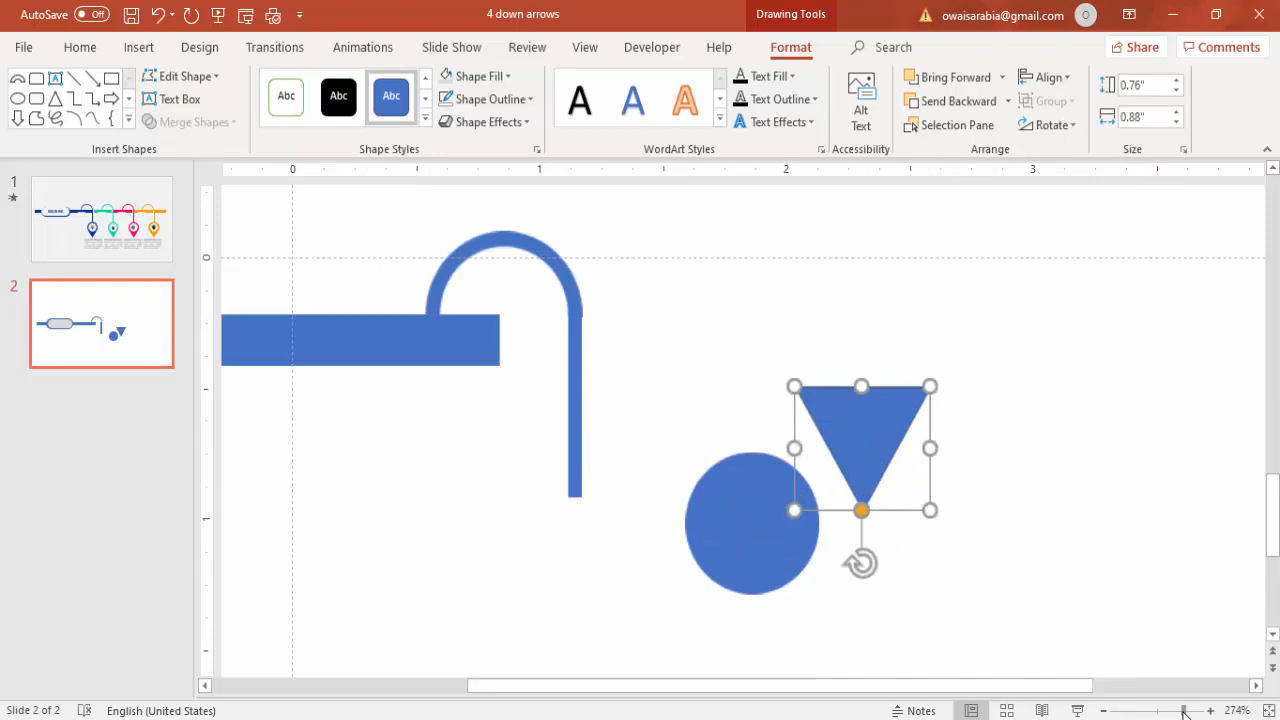 AutoSave Off
4 down arrows
Drawing Tools
owaisarabia@gmail.com
O
File Home Insert Design Transitions Animations Slide Show Review View Developer Help Format Search Share Comments
Edit Shape
Text Box
Merge Shapes
Insert Shapes
Abc Abc Abc
Shape Fill
Shape Outline
Shape Effects
Shape Styles
A A A
Text Fill
Text Outline
Text Effects
WordArt Styles
Alt
Text
Accessibility
Bring Forward
Send Backward
Selection Pane
Align
Group
Rotate
Arrange
0.76"
0.88"
Size
0 1 2 3
0
1
1
2
Slide 2 of 2 English (United States) Notes 274%